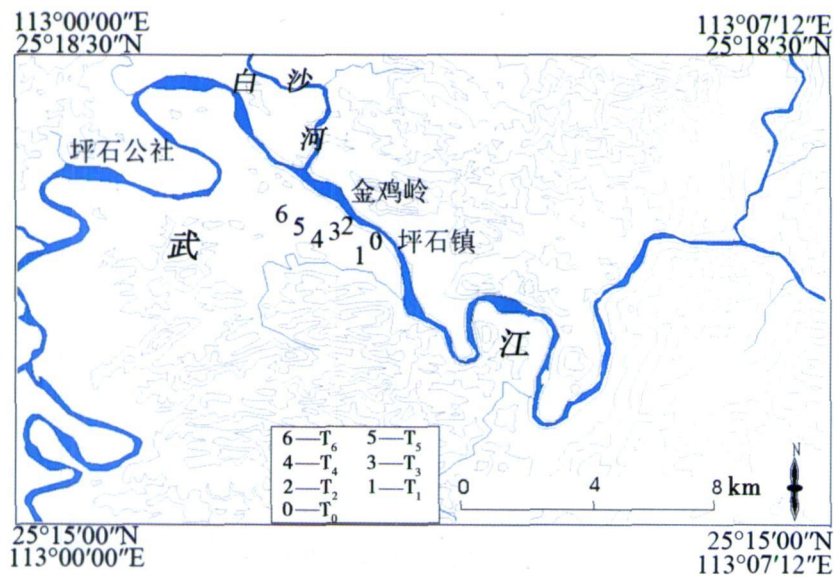 113°00′00″E
25°18′30″N
113°07′12″E
25°18′30″N
白 沙
河
坪石公社
金鸡岭
6 5 4 3 2 1 0
坪石镇
武
江
6—T₆ 5—T₅
4—T₄ 3—T₃
2—T₂ 1—T₁
0—T₀
0 4 8 km
N
25°15′00″N
113°00′00″E
25°15′00″N
113°07′12″E